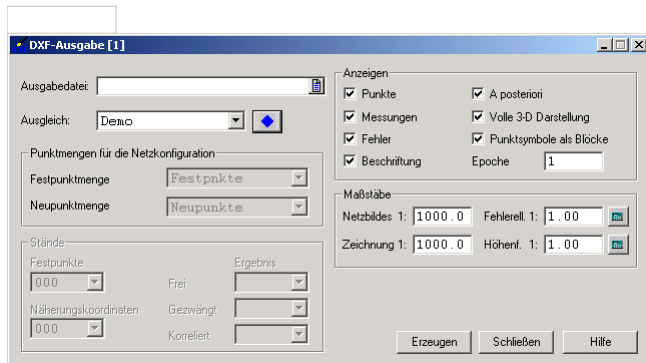 DXF-Ausgabe [1]
Ausgabedatei:
Ausgleich: Demo
Punktmengen für die Netzkonfiguration
Festpunktmenge Festpnkte
Neupunktmenge Neupunkte
Stände
Festpunkte Ergebnis
000 Frei
Näherungskoordinaten Gezwängt
000 Korreliert
Anzeigen
Punkte A posteriori
Messungen Volle 3-D Darstellung
Fehler Punktsymbole als Blöcke
Beschriftung Epoche 1
Maßstäbe
Netzbildes 1: 1000.0 Fehlerell. 1: 1.00
Zeichnung 1: 1000.0 Höhenf. 1: 1.00
Erzeugen Schließen Hilfe